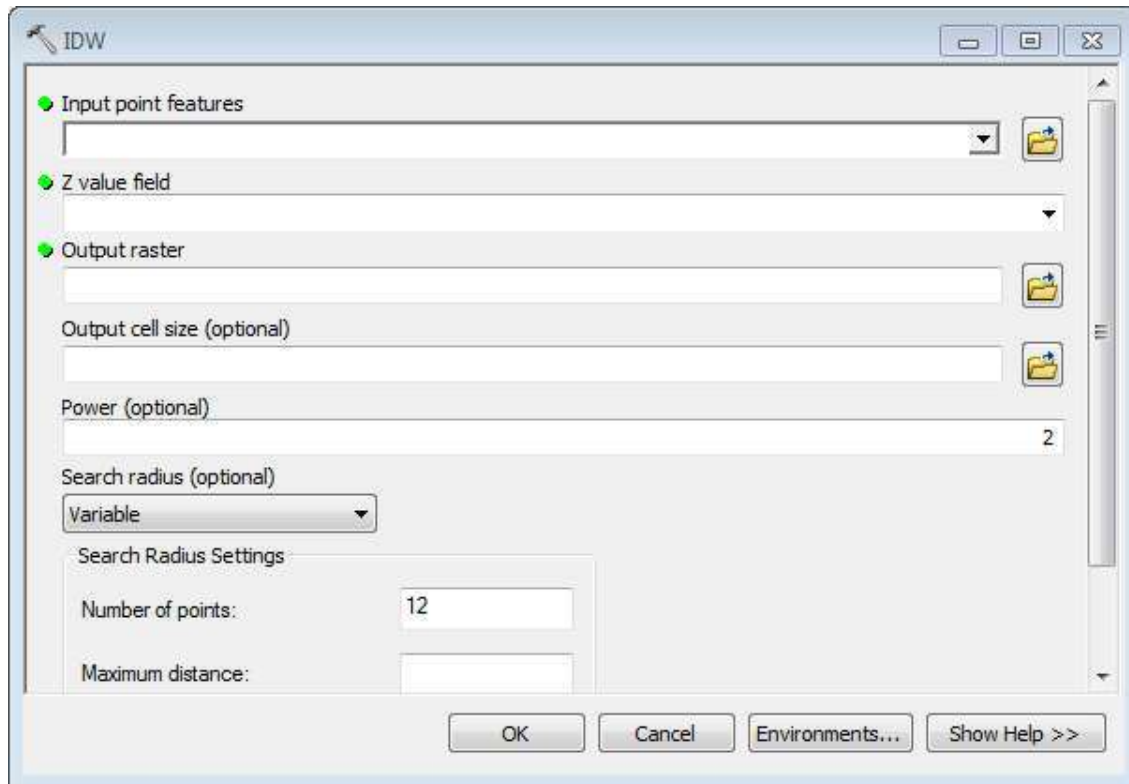 IDW
Input point features
Z value field
Output raster
Output cell size (optional)
Power (optional)
2
Search radius (optional)
Variable
Search Radius Settings
Number of points: 12
Maximum distance:
OK Cancel Environments... Show Help >>